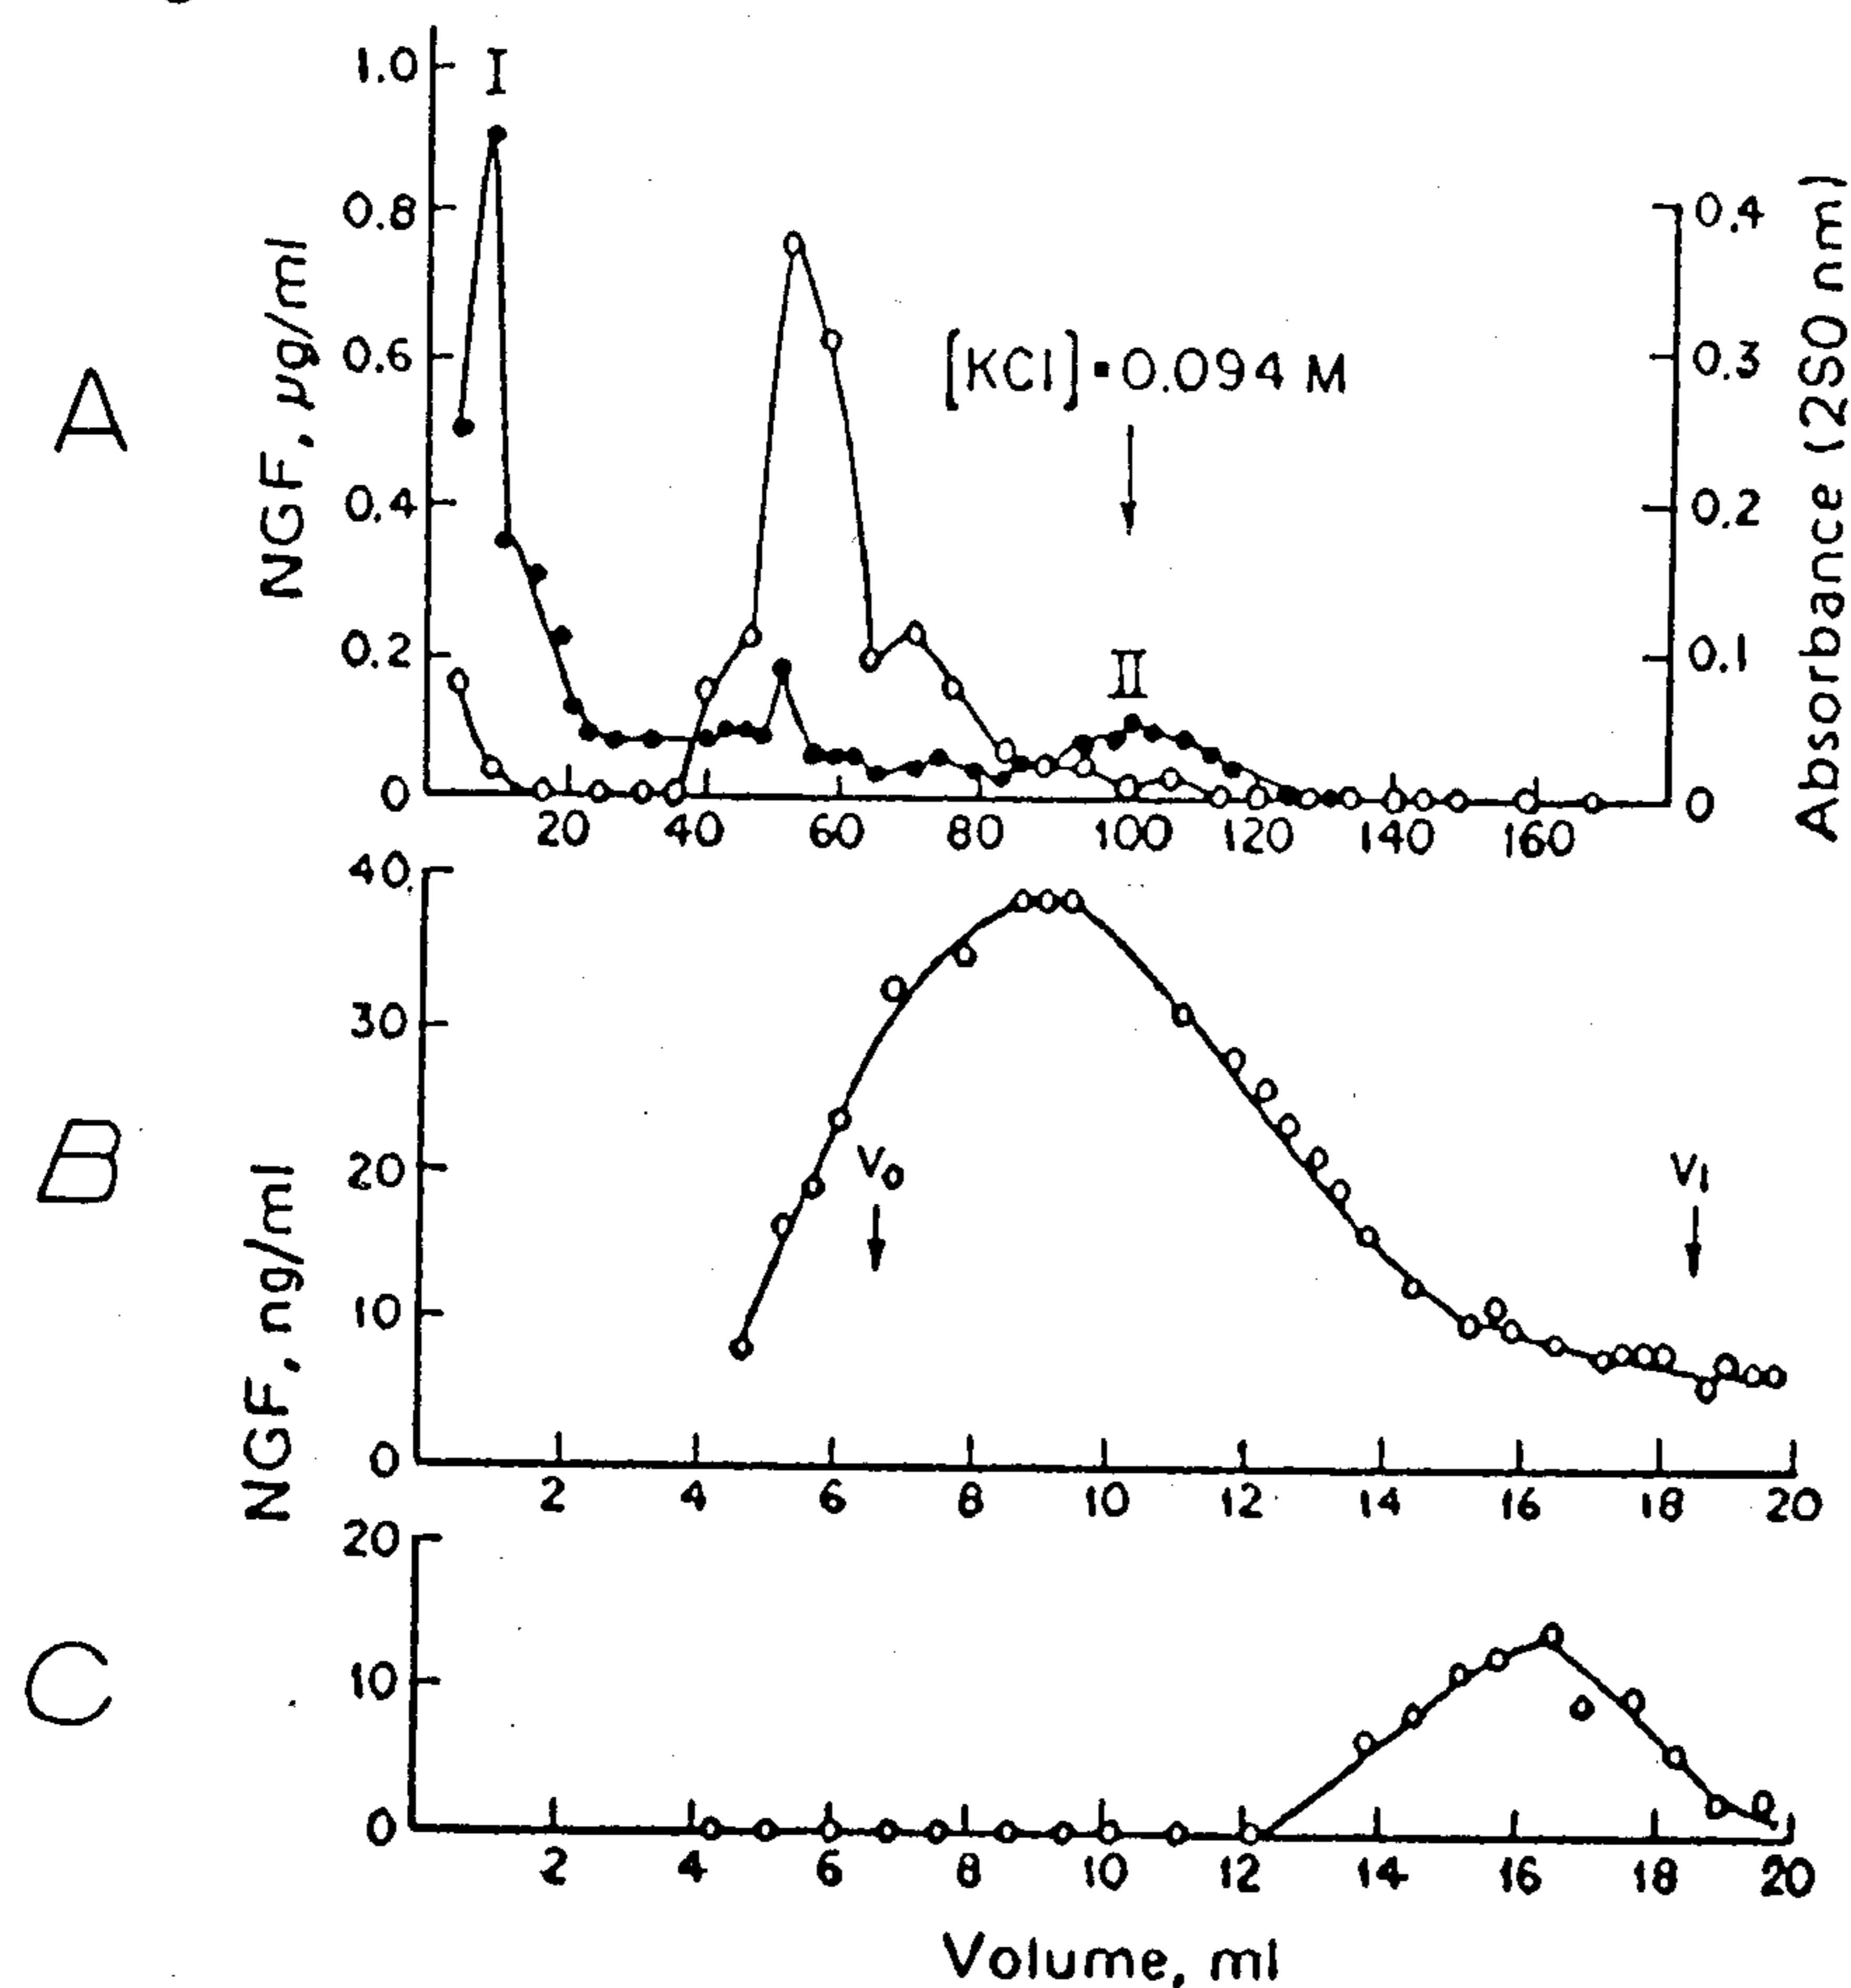 A
NGF, µg/ml
1.0
0.8
0.6
0.4
0.2
0
I
[KCl]=0.094 M
II
0.4
0.3
0.2
0.1
0
Absorbance (2SO nm)
20 40 60 80 100 120 140 160
B
NGF, ng/ml
40
30
20
10
0
Vo
VI
2 4 6 8 10 12 14 16 18 20
C
20
10
0
2 4 6 8 10 12 14 16 18 20
Volume, ml